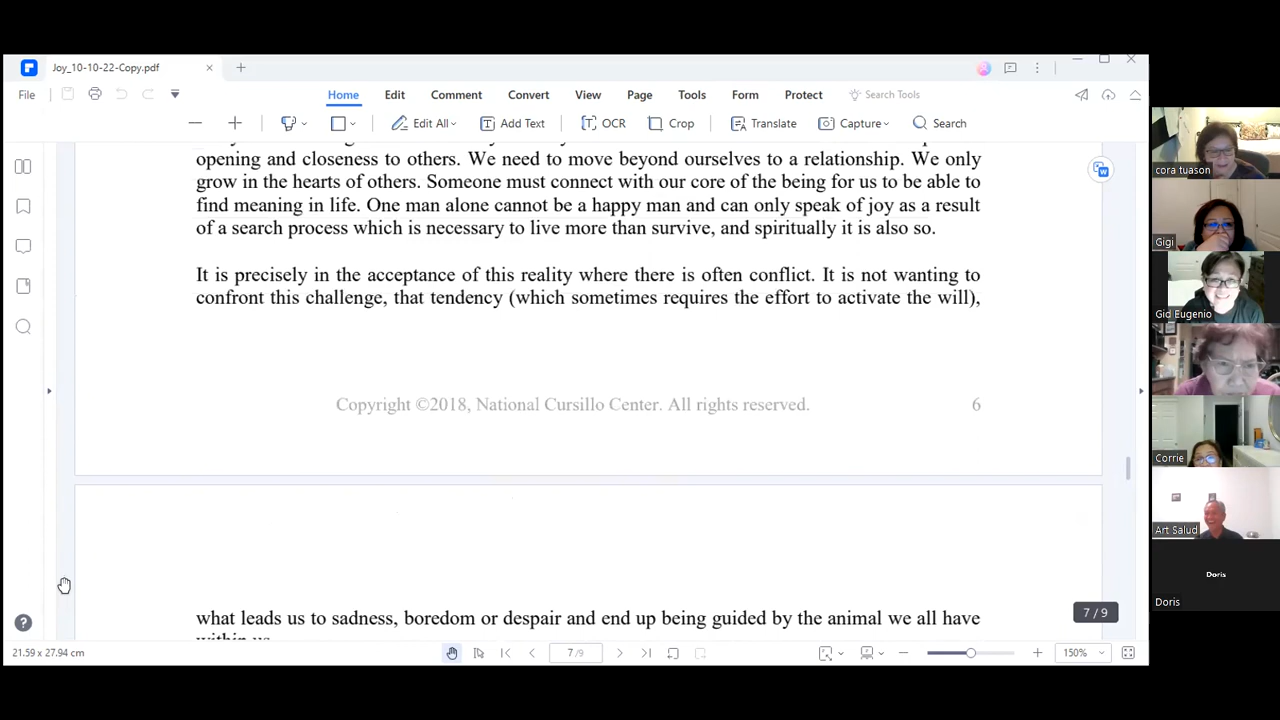 Joy_10-10-22-Copy.pdf
File
Home Edit Comment Convert View Page Tools Form Protect Search Tools
Edit All Add Text OCR Crop Translate Capture Search
opening and closeness to others. We need to move beyond ourselves to a relationship. We only
grow in the hearts of others. Someone must connect with our core of the being for us to be able to
find meaning in life. One man alone cannot be a happy man and can only speak of joy as a result
of a search process which is necessary to live more than survive, and spiritually it is also so.
It is precisely in the acceptance of this reality where there is often conflict. It is not wanting to
confront this challenge, that tendency (which sometimes requires the effort to activate the will),
Copyright ©2018, National Cursillo Center. All rights reserved. 6
what leads us to sadness, boredom or despair and end up being guided by the animal we all have
within us
7 / 9
21.59 x 27.94 cm
7 /9
150%
cora tuason
Gigi
Gid Eugenio
Corrie
Art Salud
Doris
Doris